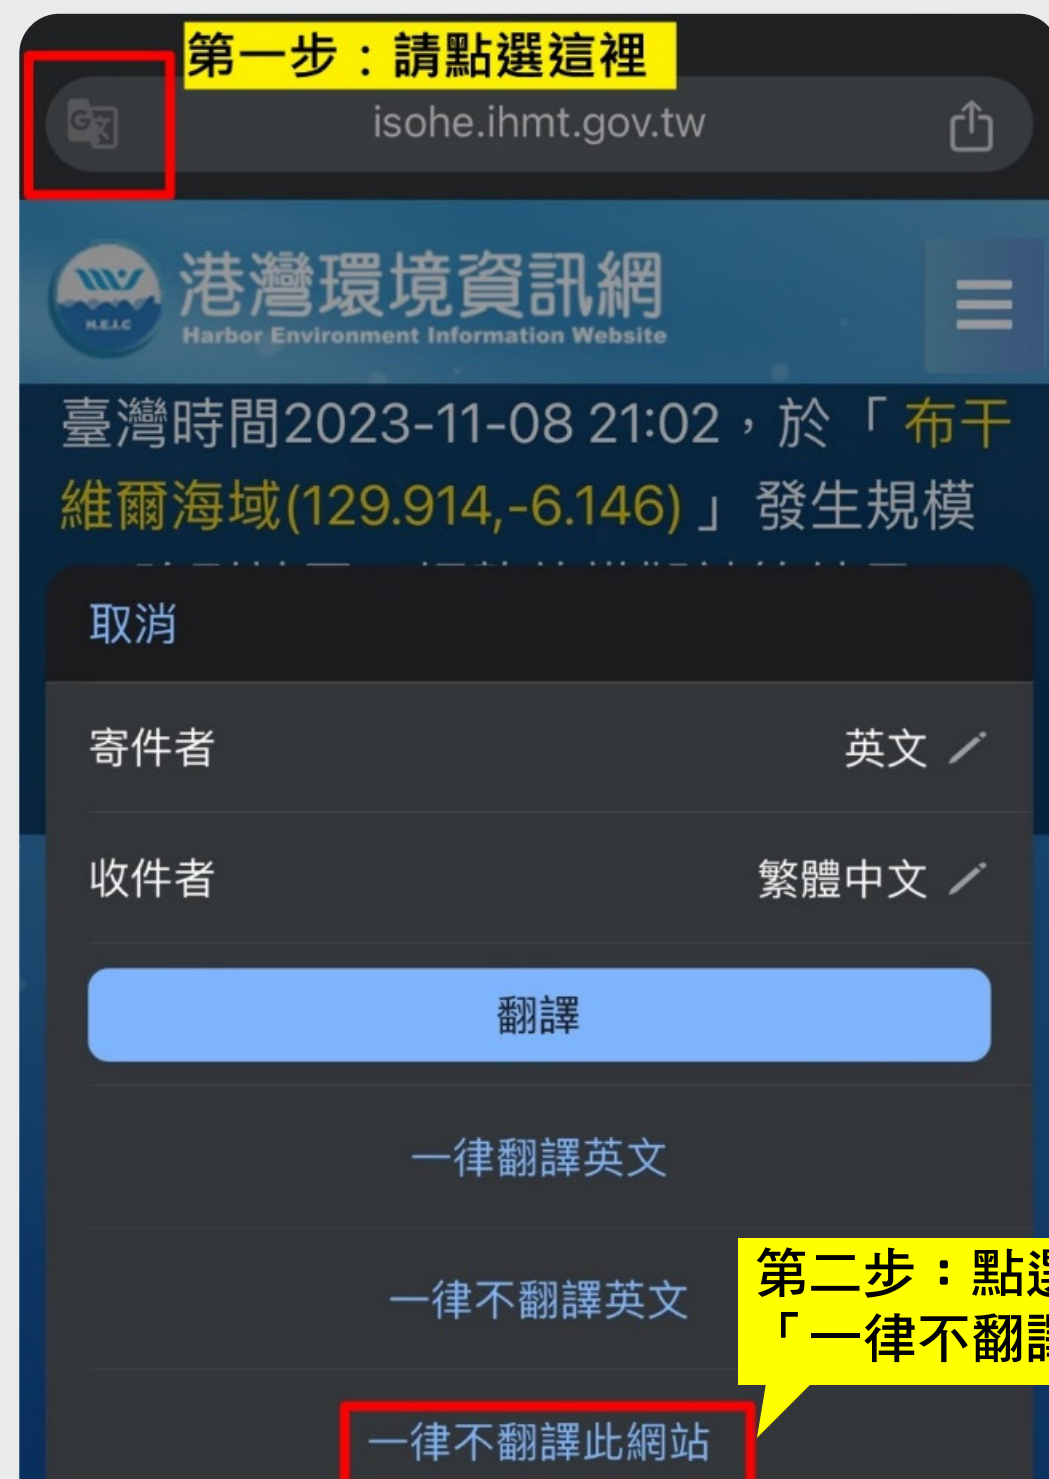 第一步：請點選這裡
isohe.ihmt.gov.tw
港灣環境資訊網
H.E.I.C
Harbor Environment Information Website
臺灣時間2023-11-08 21:02，於「布干
維爾海域(129.914,-6.146)」發生規模
取消
寄件者 英文
收件者 繁體中文
翻譯
一律翻譯英文
一律不翻譯英文
第二步：點選
「一律不翻譯
一律不翻譯此網站